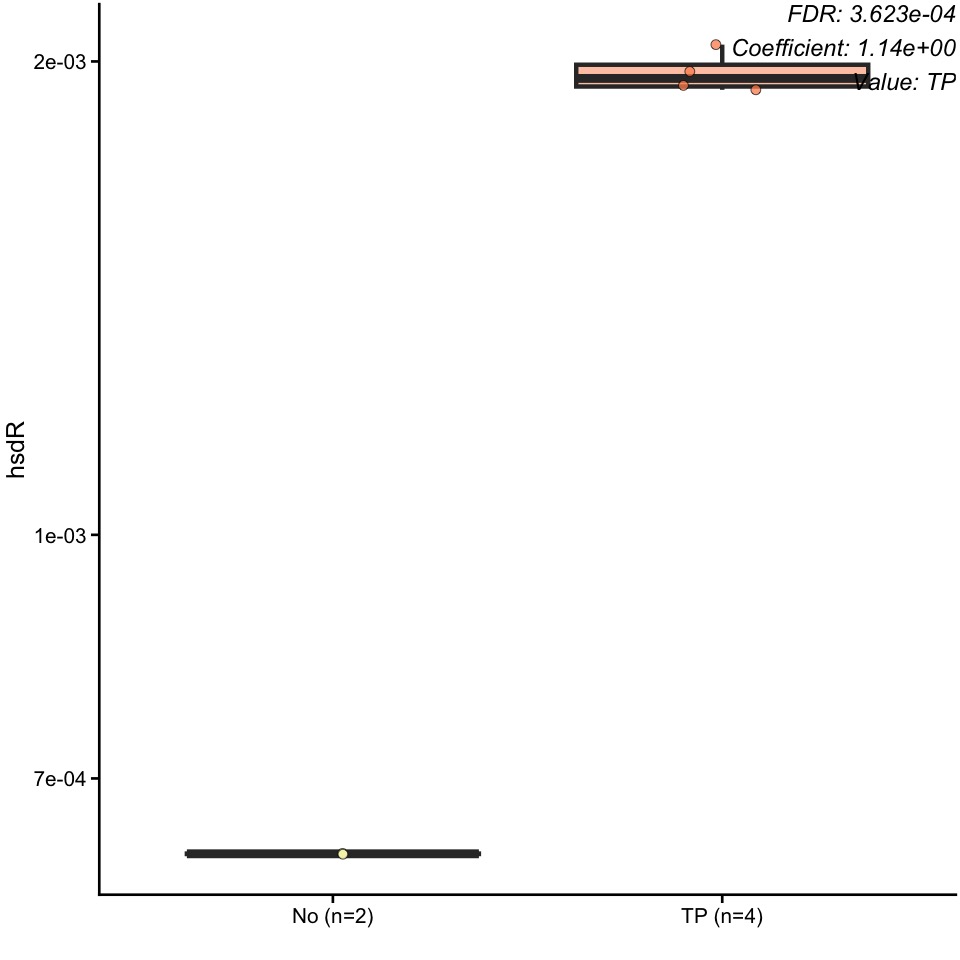 FDR: 3.623e-04
Coefficient: 1.14e+00
Value: TP
2e-03
1e-03
7e-04
hsdR
No (n=2)
TP (n=4)